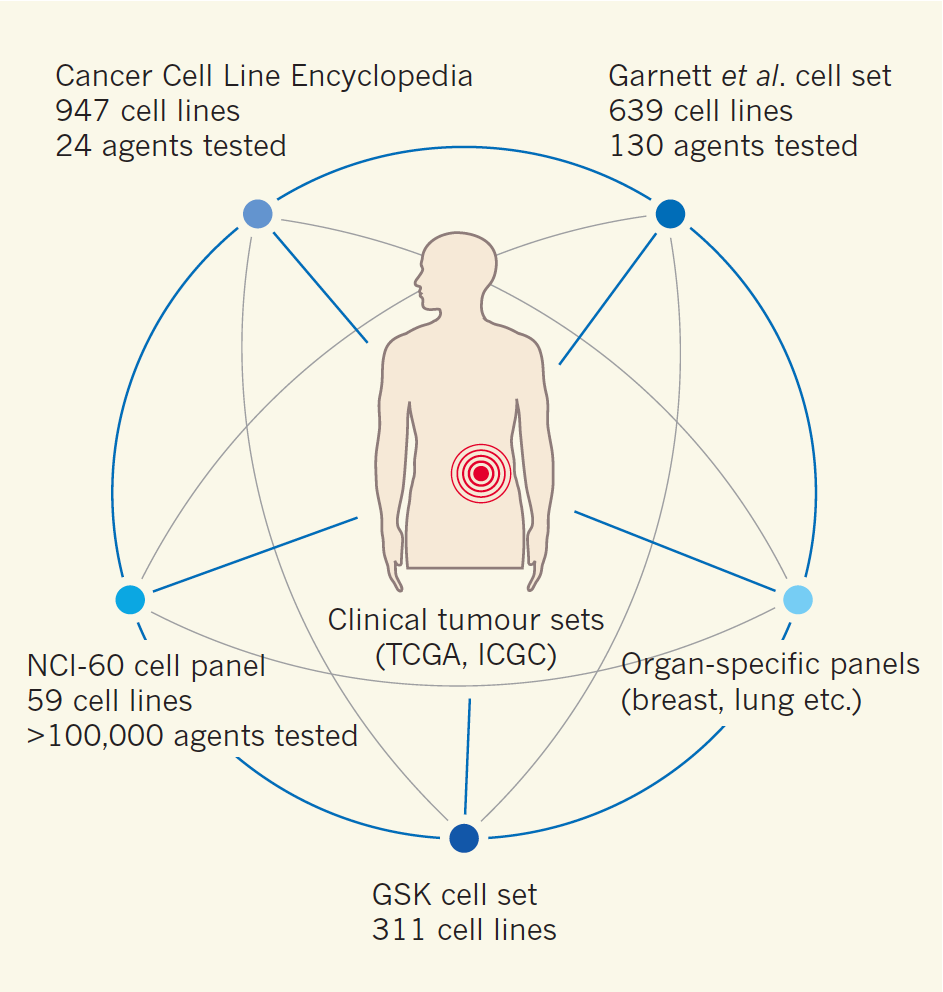 Cancer Cell Line Encyclopedia
947 cell lines
24 agents tested
Garnett et al. cell set
639 cell lines
130 agents tested
Clinical tumour sets
(TCGA, ICGC)
NCI-60 cell panel
59 cell lines
>100,000 agents tested
Organ-specific panels
(breast, lung etc.)
GSK cell set
311 cell lines